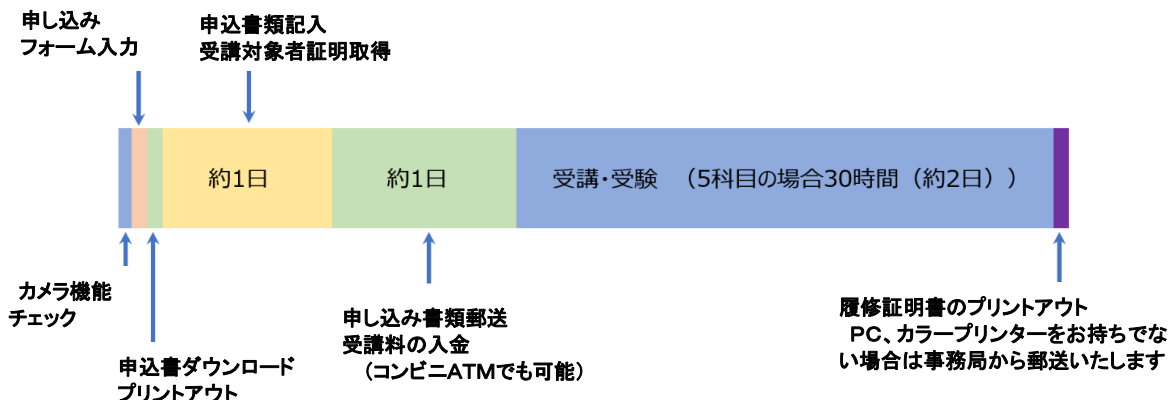 申し込み
フォーム入力
申込書類記入
受講対象者証明取得
約1日
約1日
受講・受験 （5科目の場合30時間（約2日））
カメラ機能
チェック
申込書ダウンロード
プリントアウト
申し込み書類郵送
受講料の入金
（コンビニATMでも可能）
履修証明書のプリントアウト
PC、カラープリンターをお持ちでな
い場合は事務局から郵送いたします